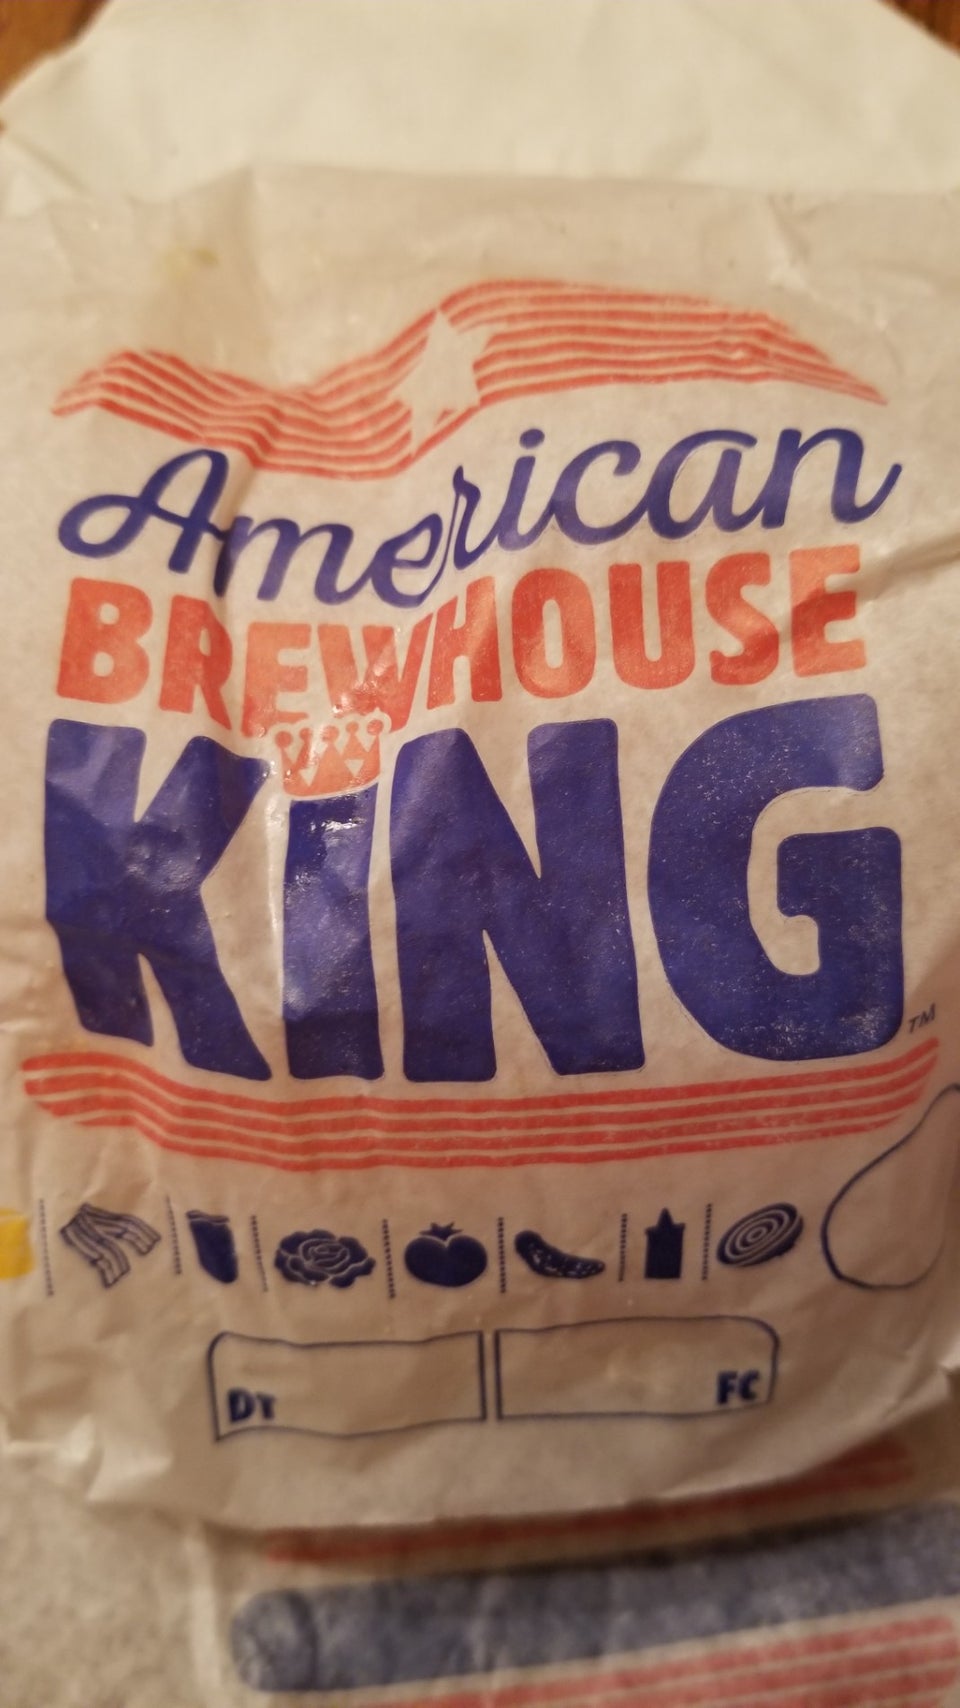 American
BREWHOUSE
KING
TM
DT FC